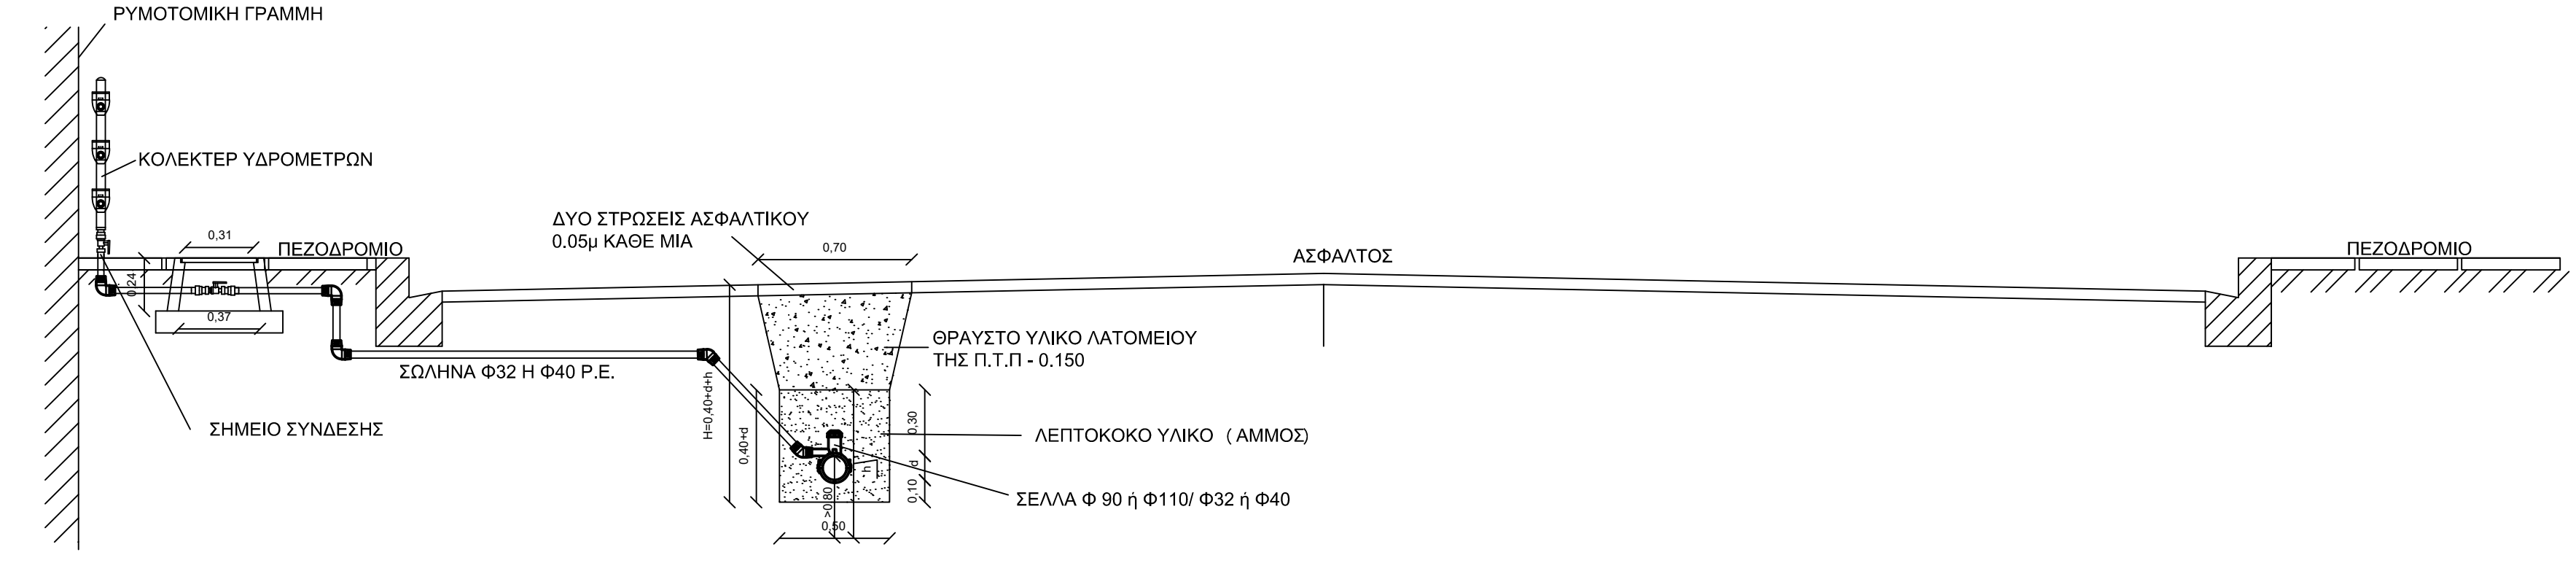 ΡΥΜΟΤΟΜΙΚΗ ΓΡΑΜΜΗ
ΚΟΛΕΚΤΕΡ ΥΔΡΟΜΕΤΡΩΝ
0,31
ΠΕΖΟΔΡΟΜΙΟ
0,24
0,37
ΣΩΛΗΝΑ Φ32 Η Φ40 P.E.
ΣΗΜΕΙΟ ΣΥΝΔΕΣΗΣ
ΔΥΟ ΣΤΡΩΣΕΙΣ ΑΣΦΑΛΤΙΚΟΥ
0.05μ ΚΑΘΕ ΜΙΑ
0,70
ΑΣΦΑΛΤΟΣ
ΠΕΖΟΔΡΟΜΙΟ
ΘΡΑΥΣΤΟ ΥΛΙΚΟ ΛΑΤΟΜΕΙΟΥ
ΤΗΣ Π.Τ.Π - 0.150
H=0,40+d+h
0,40+d
0,30
d
0,10
h
>0,80
0,50
ΛΕΠΤΟΚΟΚΟ ΥΛΙΚΟ ( ΑΜΜΟΣ)
ΣΕΛΛΑ Φ 90 ή Φ110/ Φ32 ή Φ40